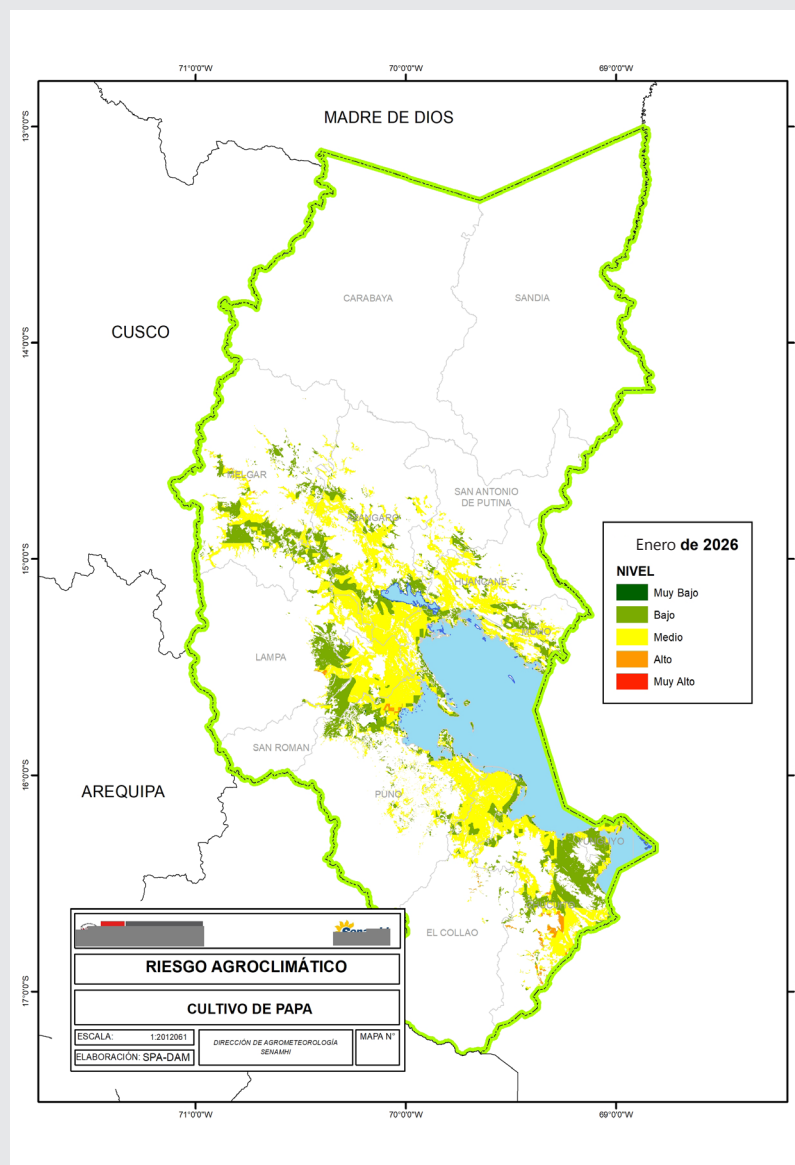 71°0'0"W
70°0'0"W
69°0'0"W
MADRE DE DIOS
13°0'0"S
CARABAYA
SANDIA
14°0'0"S
CUSCO
MELGAR
SAN ANTONIO
DE PUTINA
AZANGARO
Enero de 2026
NIVEL
Muy Bajo
Bajo
Medio
Alto
Muy Alto
15°0'0"S
HUANCANE
MOHO
LAMPA
SAN ROMAN
16°0'0"S
AREQUIPA
PUNO
EL COLLAO
RIESGO AGROCLIMÁTICO
CULTIVO DE PAPA
17°0'0"S
ESCALA: 1:2012061
DIRECCIÓN DE AGROMETEOROLOGÍA
SENAMHI
MAPA N°
ELABORACIÓN: SPA-DAM
71°0'0"W
70°0'0"W
69°0'0"W